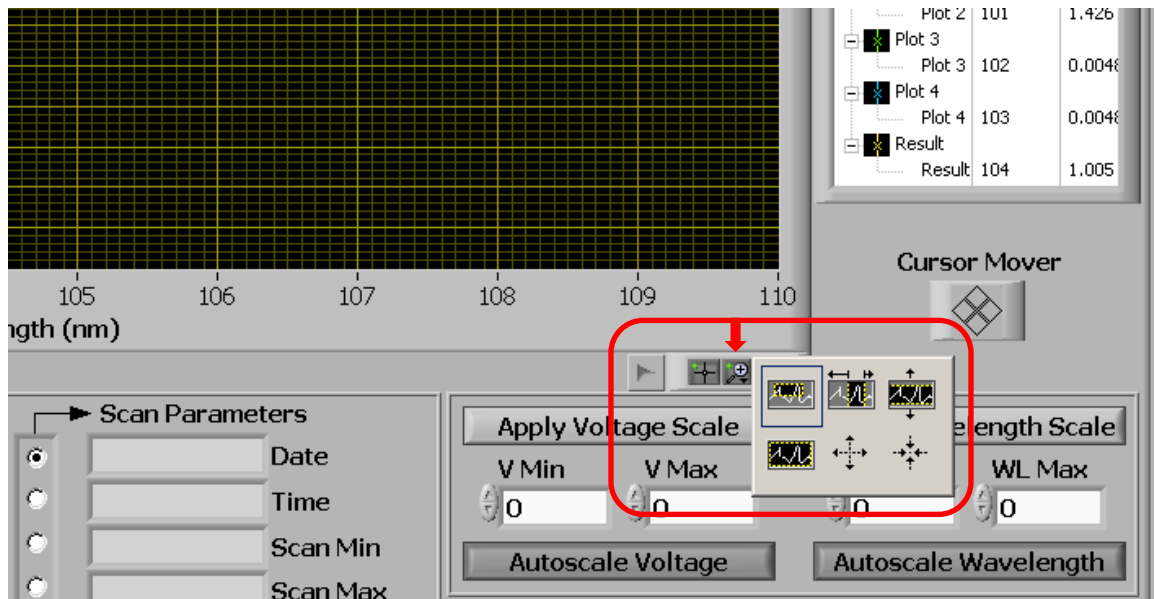 Plot 2 101 1.426
Plot 3
Plot 3 102 0.0048
Plot 4
Plot 4 103 0.0048
Result
Result 104 1.005
Cursor Mover
105 106 107 108 109 110
ngth (nm)
Scan Parameters
Date
Time
Scan Min
Scan Max
Apply Voltage Scale
elength Scale
V Min V Max WL Max
0 0 0 0
Autoscale Voltage Autoscale Wavelength